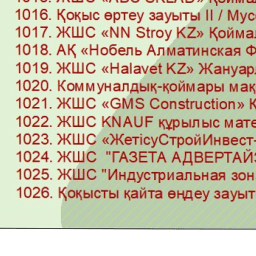 1016. Қоқыс өртеу зауыты II / Мус
1017. ЖШС «NN Stroy KZ» Қойма
1018. АҚ «Нобель Алматинская Ф
1019. ЖШС «Halavet KZ» Жануар
1020. Коммуналдық-қоймары мақ
1021. ЖШС «GMS Construction» К
1022. ЖШС KNAUF құрылыс мате
1023. ЖШС «ЖетісуСтройИнвест-
1024. ЖШС "ГАЗЕТА АДВЕРТАЙЗ
1025. ЖШС "Индустриальная зон
1026. Қоқысты қайта өңдеу зауыт